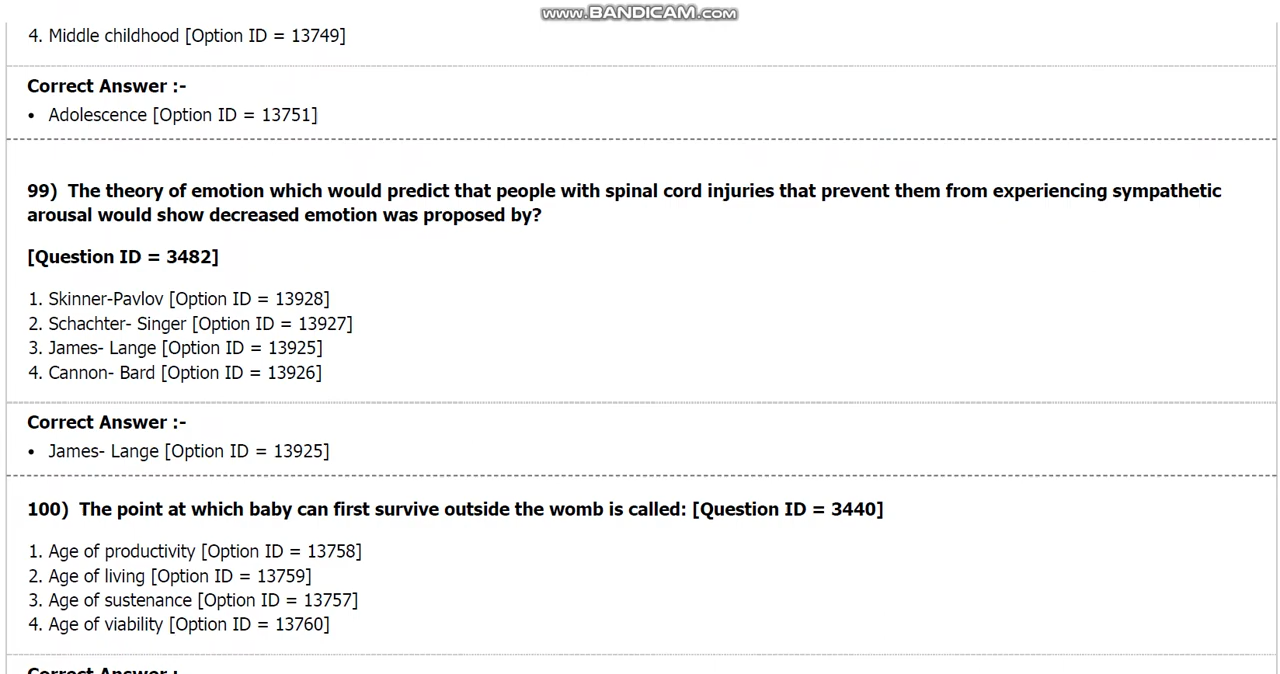 www.BANDICAM.com
4. Middle childhood [Option ID = 13749]
Correct Answer :-
• Adolescence [Option ID = 13751]
99) The theory of emotion which would predict that people with spinal cord injuries that prevent them from experiencing sympathetic
arousal would show decreased emotion was proposed by?
[Question ID = 3482]
1. Skinner-Pavlov [Option ID = 13928]
2. Schachter- Singer [Option ID = 13927]
3. James- Lange [Option ID = 13925]
4. Cannon- Bard [Option ID = 13926]
Correct Answer :-
• James- Lange [Option ID = 13925]
100) The point at which baby can first survive outside the womb is called: [Question ID = 3440]
1. Age of productivity [Option ID = 13758]
2. Age of living [Option ID = 13759]
3. Age of sustenance [Option ID = 13757]
4. Age of viability [Option ID = 13760]
Correct Answer :-